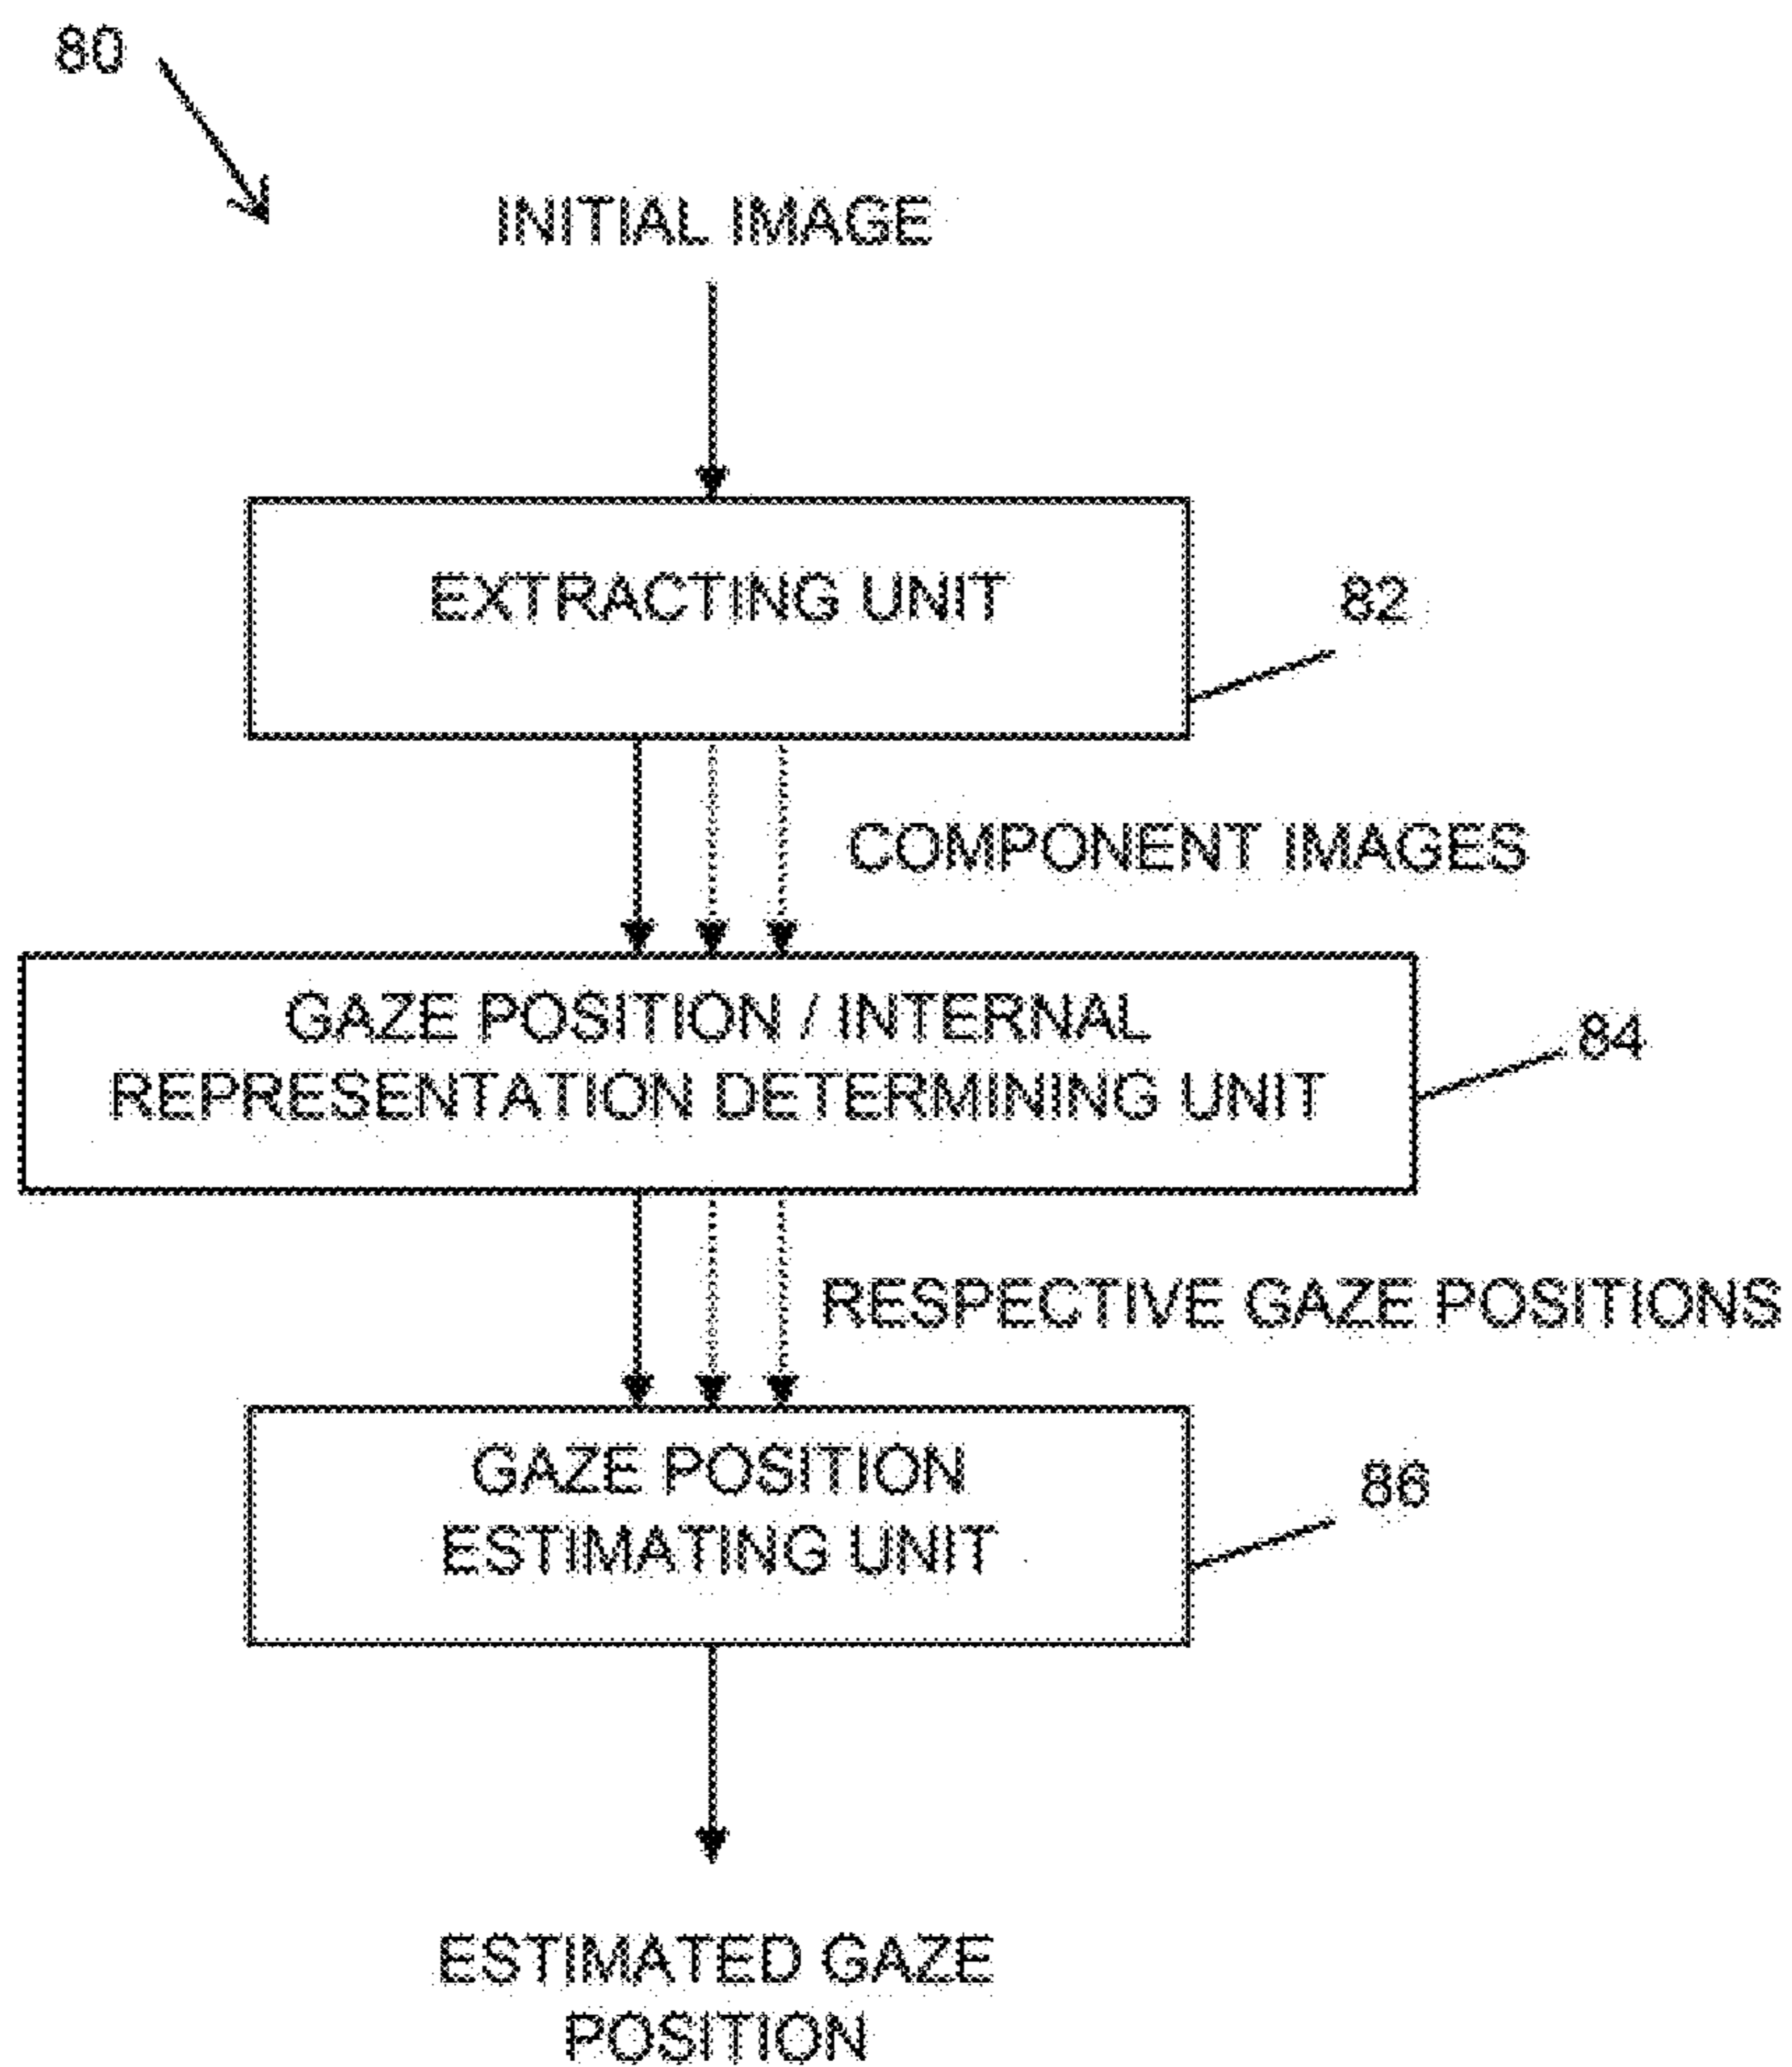 80
INITIAL IMAGE
EXTRACTING UNIT
82
COMPONENT IMAGES
GAZE POSITION / INTERNAL
REPRESENTATION DETERMINING UNIT
84
RESPECTIVE GAZE POSITIONS
GAZE POSITION
ESTIMATING UNIT
86
ESTIMATED GAZE
POSITION